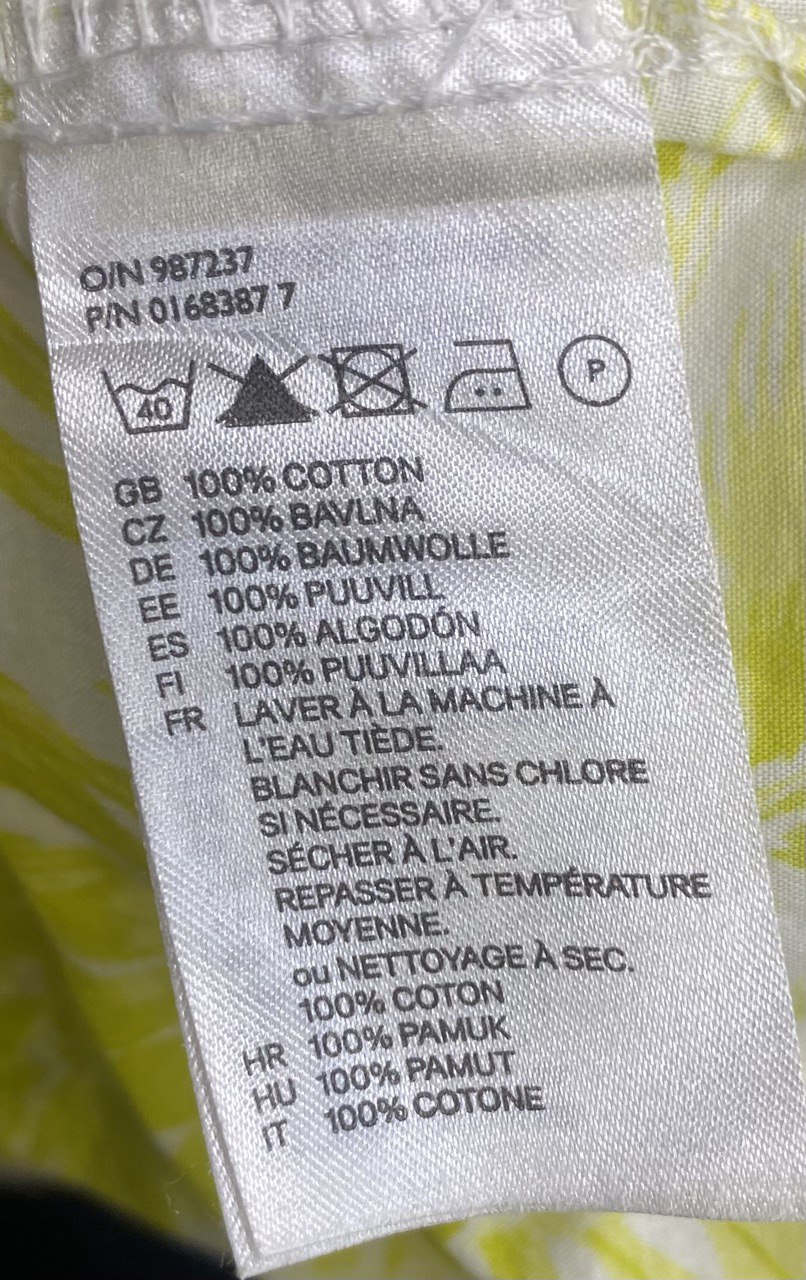 O/N 987237
P/N 0168387 7
40 P
GB 100% COTTON
CZ 100% BAVLNA
DE 100% BAUMWOLLE
EE 100% PUUVILL
ES 100% ALGODÓN
FI 100% PUUVILLAA
FR LAVER À LA MACHINE À
L'EAU TIÈDE.
BLANCHIR SANS CHLORE
SI NÉCESSAIRE.
SÉCHER À L'AIR.
REPASSER À TEMPÉRATURE
MOYENNE.
ou NETTOYAGE À SEC.
100% COTON
HR 100% PAMUK
HU 100% PAMUT
IT 100% COTONE